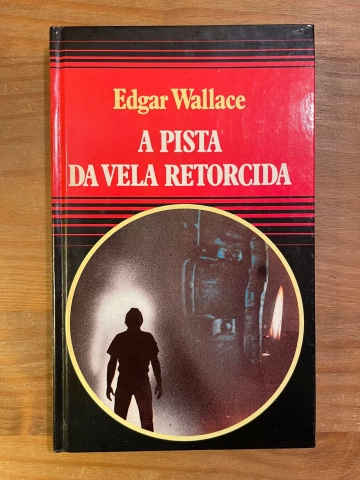 Edgar Wallace
A PISTA
DA VELA RETORCIDA